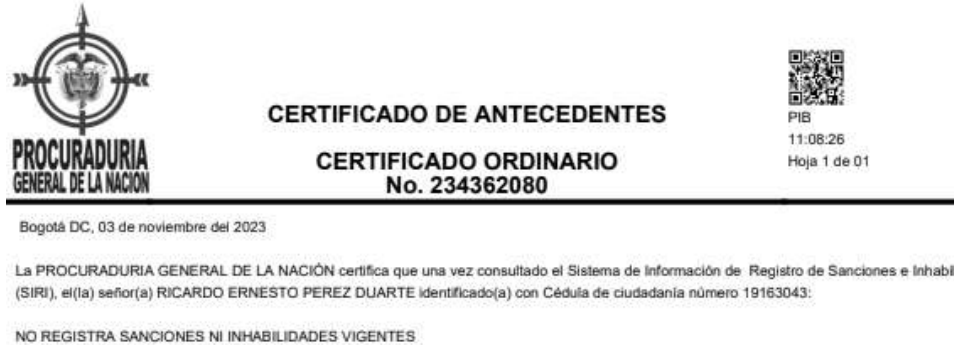 PROCURADURIA
GENERAL DE LA NACION
CERTIFICADO DE ANTECEDENTES
CERTIFICADO ORDINARIO
No. 234362080
PIB
11:08:26
Hoja 1 de 01
Bogotá DC, 03 de noviembre del 2023
La PROCURADURIA GENERAL DE LA NACIÓN certifica que una vez consultado el Sistema de Información de Registro de Sanciones e Inhabil
(SIRI), el(la) señor(a) RICARDO ERNESTO PEREZ DUARTE identificado(a) con Cédula de ciudadanía número 19163043:
NO REGISTRA SANCIONES NI INHABILIDADES VIGENTES